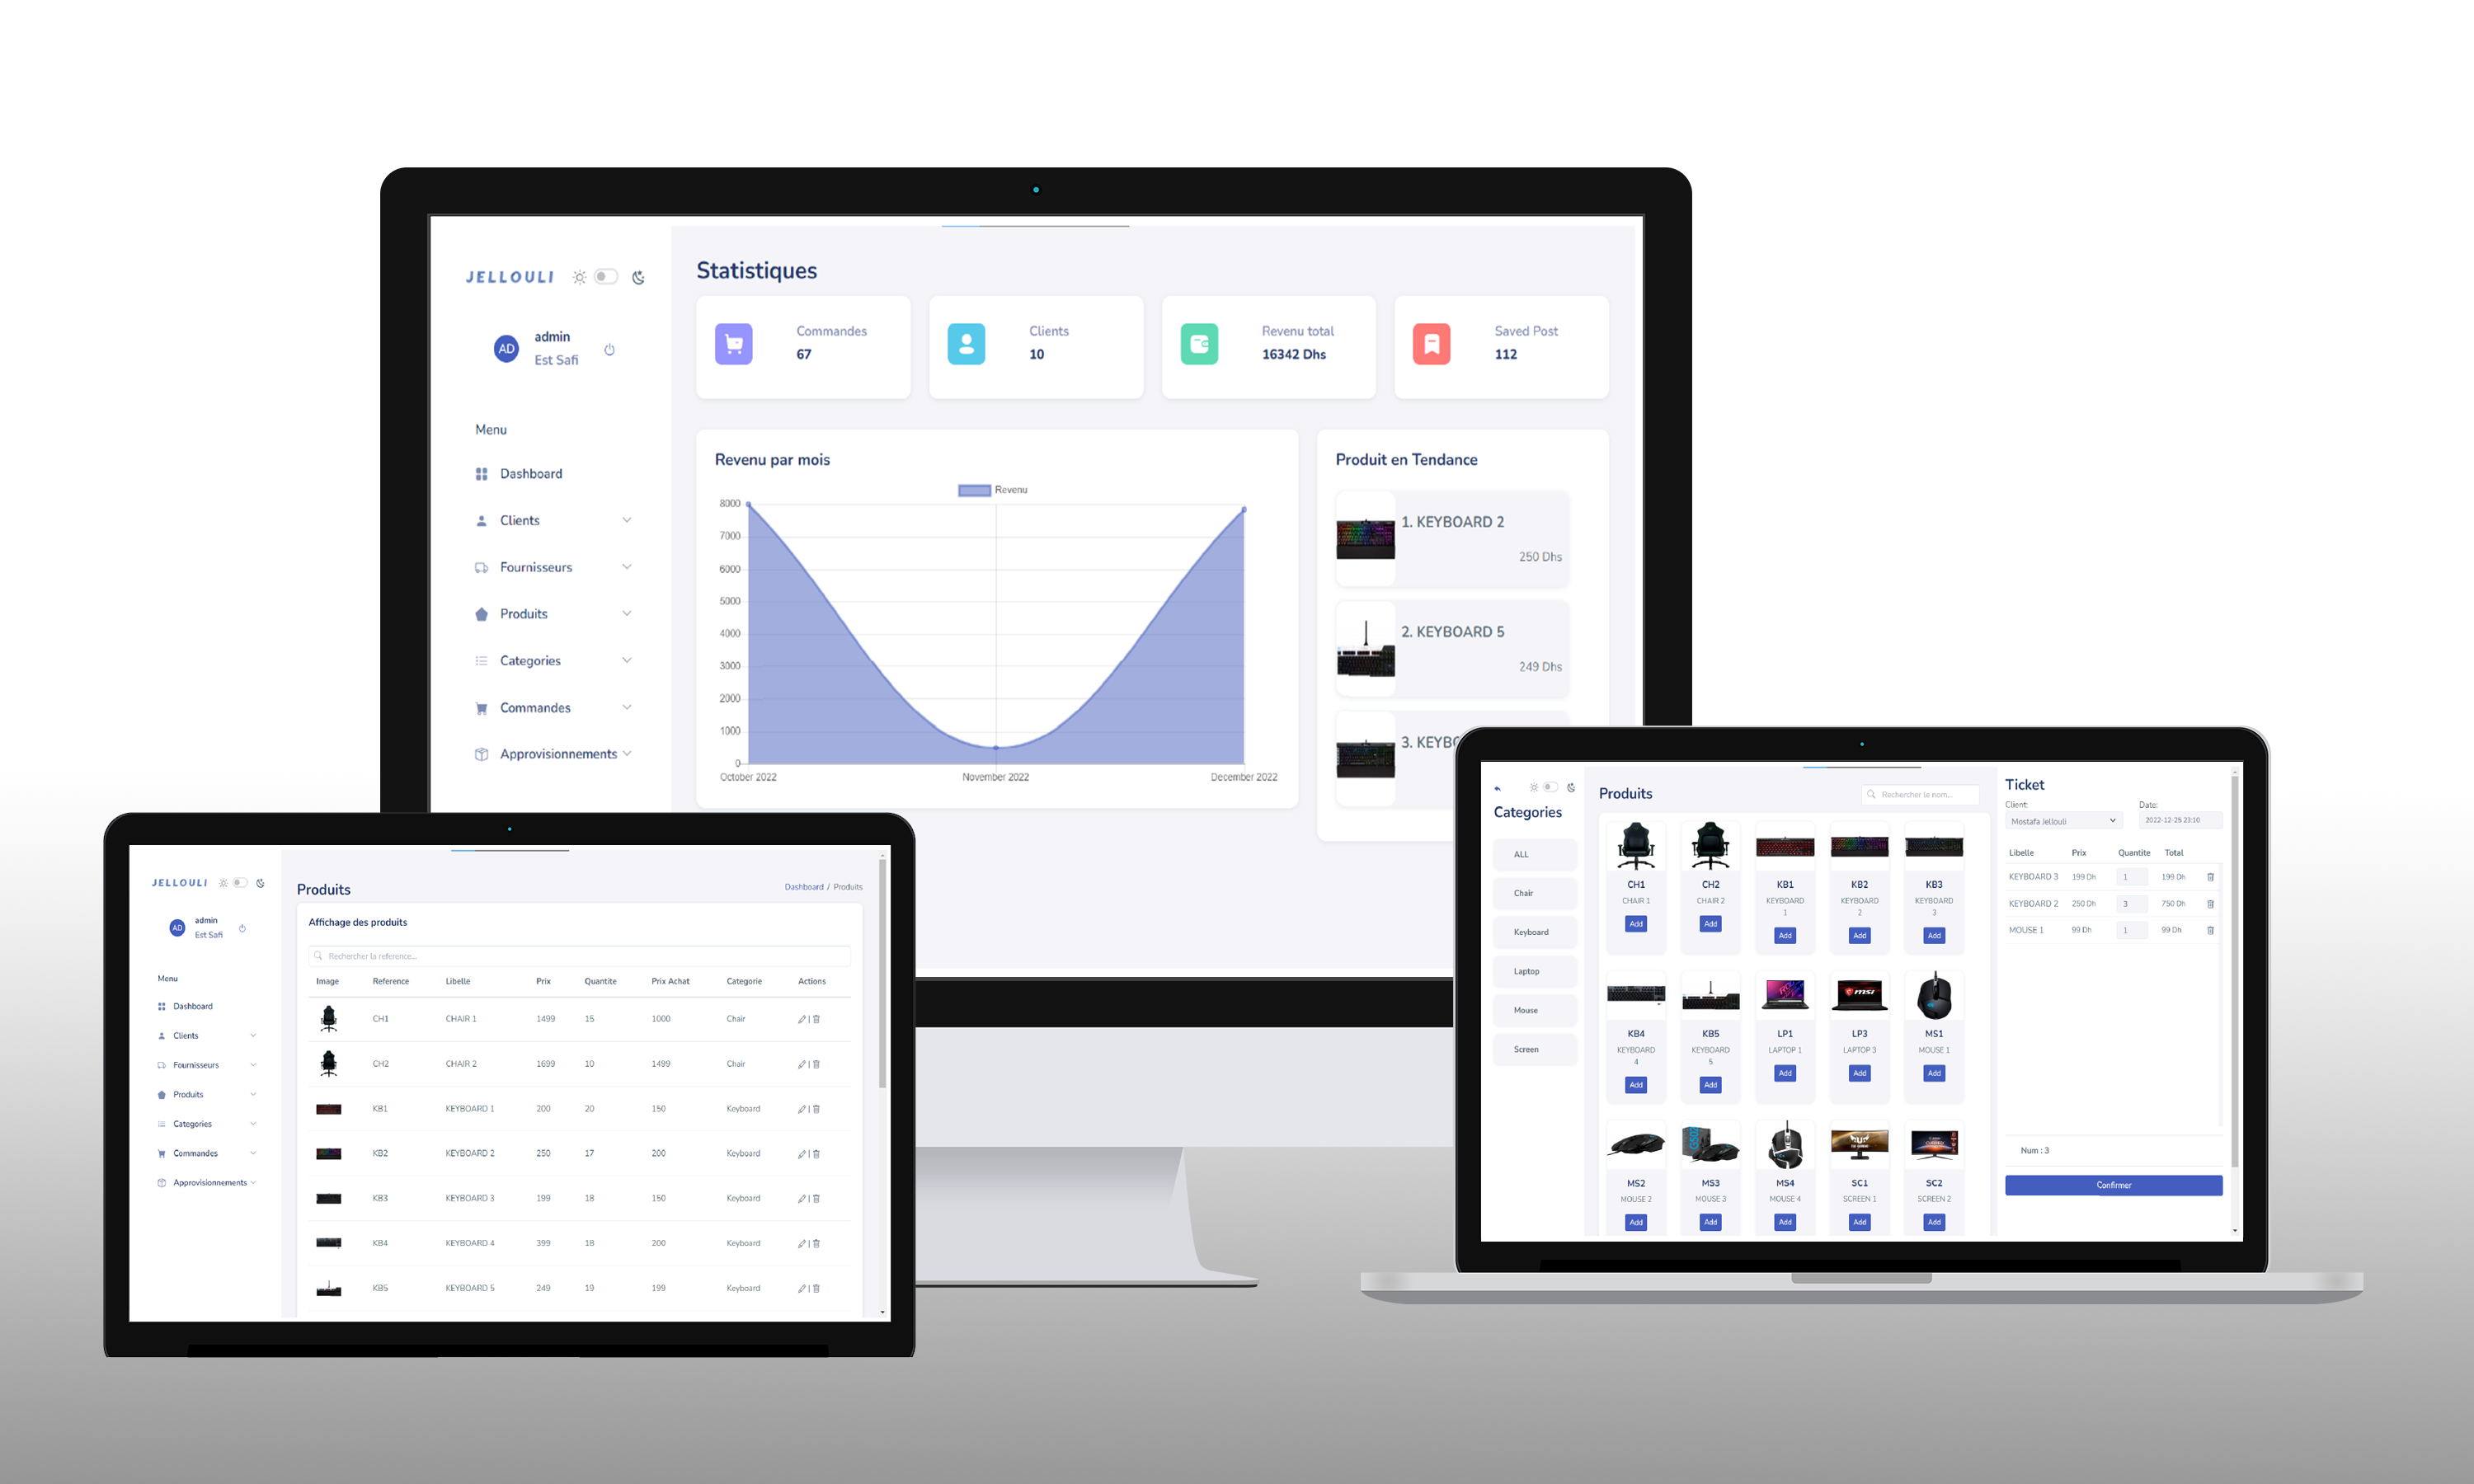 JELLOULI
AD
admin
Est Safi
Menu
Dashboard
Clients
Fournisseurs
Produits
Categories
Commandes
Approvisionnements
Statistiques
Commandes
67
Clients
10
Revenu total
16342 Dhs
Saved Post
112
Revenu par mois
Revenu
8000
7000
6000
5000
4000
3000
2000
1000
0
October 2022 November 2022 December 2022
Produit en Tendance
1. KEYBOARD 2
250 Dhs
2. KEYBOARD 5
249 Dhs
3. KEYB
JELLOULI
AD
admin
Est Safi
Menu
Dashboard
Clients
Fournisseurs
Produits
Categories
Commandes
Approvisionnements
Produits
Dashboard / Produits
Affichage des produits
Rechercher la reference...
Image Reference Libelle Prix Quantite Prix Achat Categorie Actions
CH1 CHAIR 1 1499 15 1000 Chair
CH2 CHAIR 2 1699 10 1499 Chair
KB1 KEYBOARD 1 200 20 150 Keyboard
KB2 KEYBOARD 2 250 17 200 Keyboard
KB3 KEYBOARD 3 199 18 150 Keyboard
KB4 KEYBOARD 4 399 18 200 Keyboard
KB5 KEYBOARD 5 249 19 199 Keyboard
Categories
ALL
Chair
Keyboard
Laptop
Mouse
Screen
Produits
Rechercher le nom...
CH1 CH2 KB1 KB2 KB3
CHAIR 1 CHAIR 2 KEYBOARD KEYBOARD KEYBOARD
1 2 3
Add Add Add Add Add
msi
KB4 KB5 LP1 LP3 MS1
KEYBOARD KEYBOARD LAPTOP 1 LAPTOP 3 MOUSE 1
4 5
Add Add Add Add Add
G502
MS2 MS3 MS4 SC1 SC2
MOUSE 2 MOUSE 3 MOUSE 4 SCREEN 1 SCREEN 2
Add Add Add Add Add
Ticket
Client: Date:
Mostafa Jellouli 2022-12-25 23:10
Libelle Prix Quantite Total
KEYBOARD 3 199 Dh 1 199 Dh
KEYBOARD 2 250 Dh 3 750 Dh
MOUSE 1 99 Dh 1 99 Dh
Num : 3
Confirmer